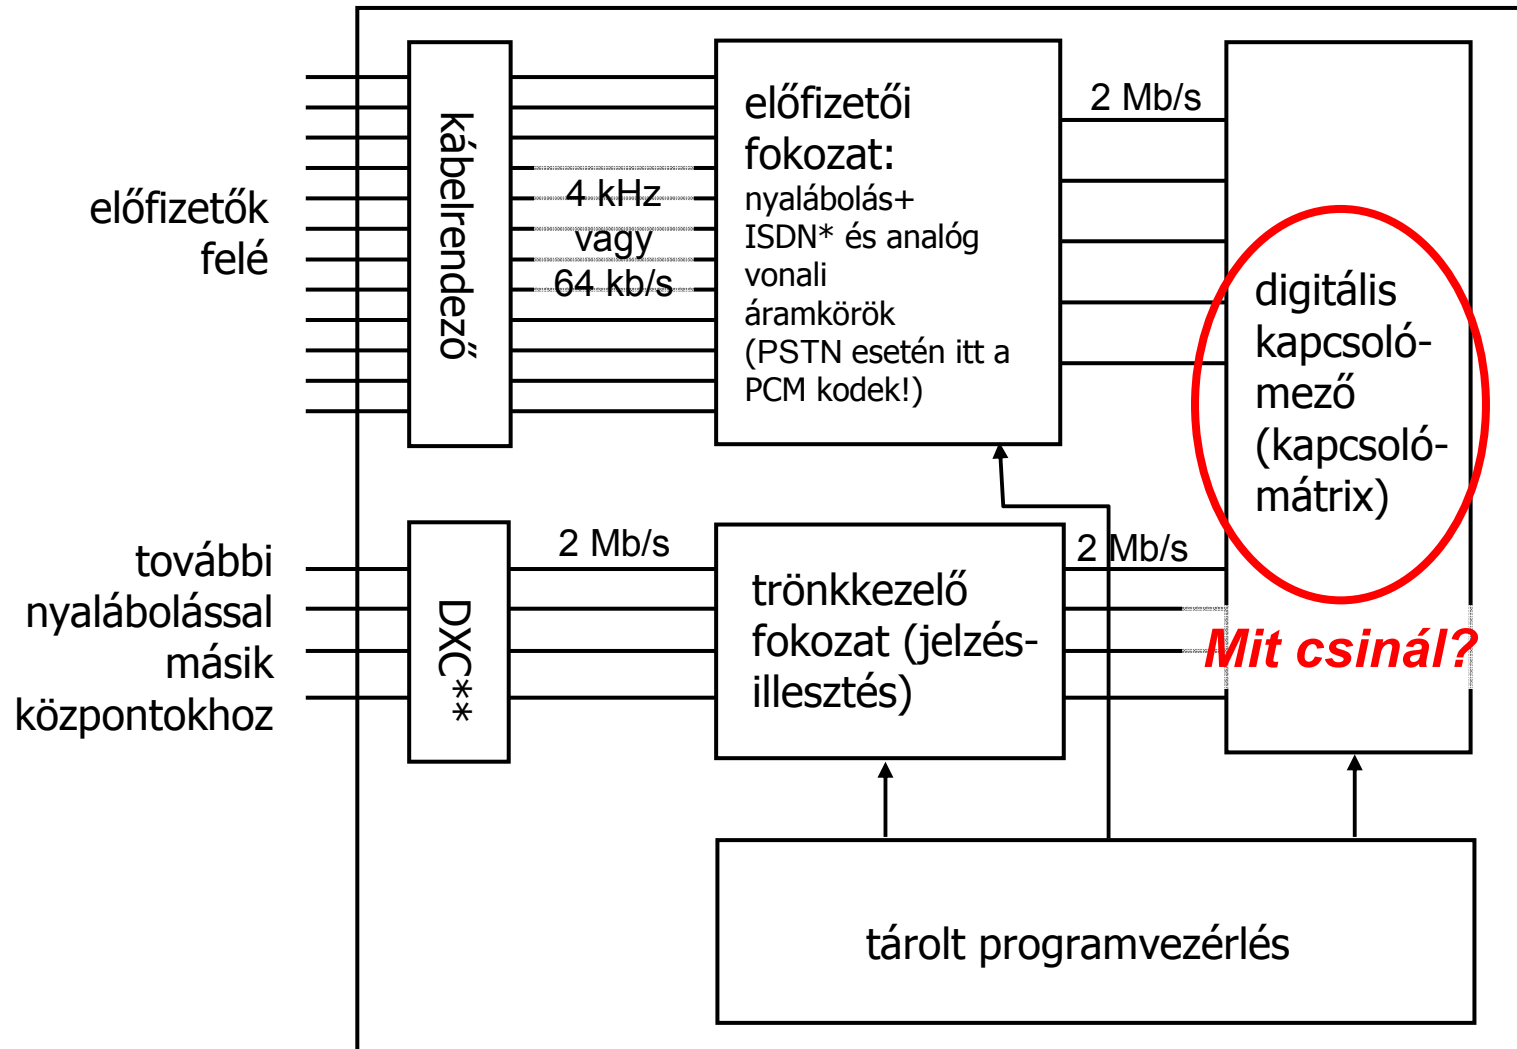 előfizetők
felé
kábelrendező
4 kHz
vagy
64 kb/s
előfizetői
fokozat:
nyalábolás+
ISDN* és analóg
vonali
áramkörök
(PSTN esetén itt a
PCM kodek!)
2 Mb/s
digitális
kapcsoló-
mező
(kapcsoló-
mátrix)
további
nyalábolással
másik
központokhoz
DXC**
2 Mb/s
trönkkezelő
fokozat (jelzés-
illesztés)
2 Mb/s
Mit csinál?
tárolt programvezérlés